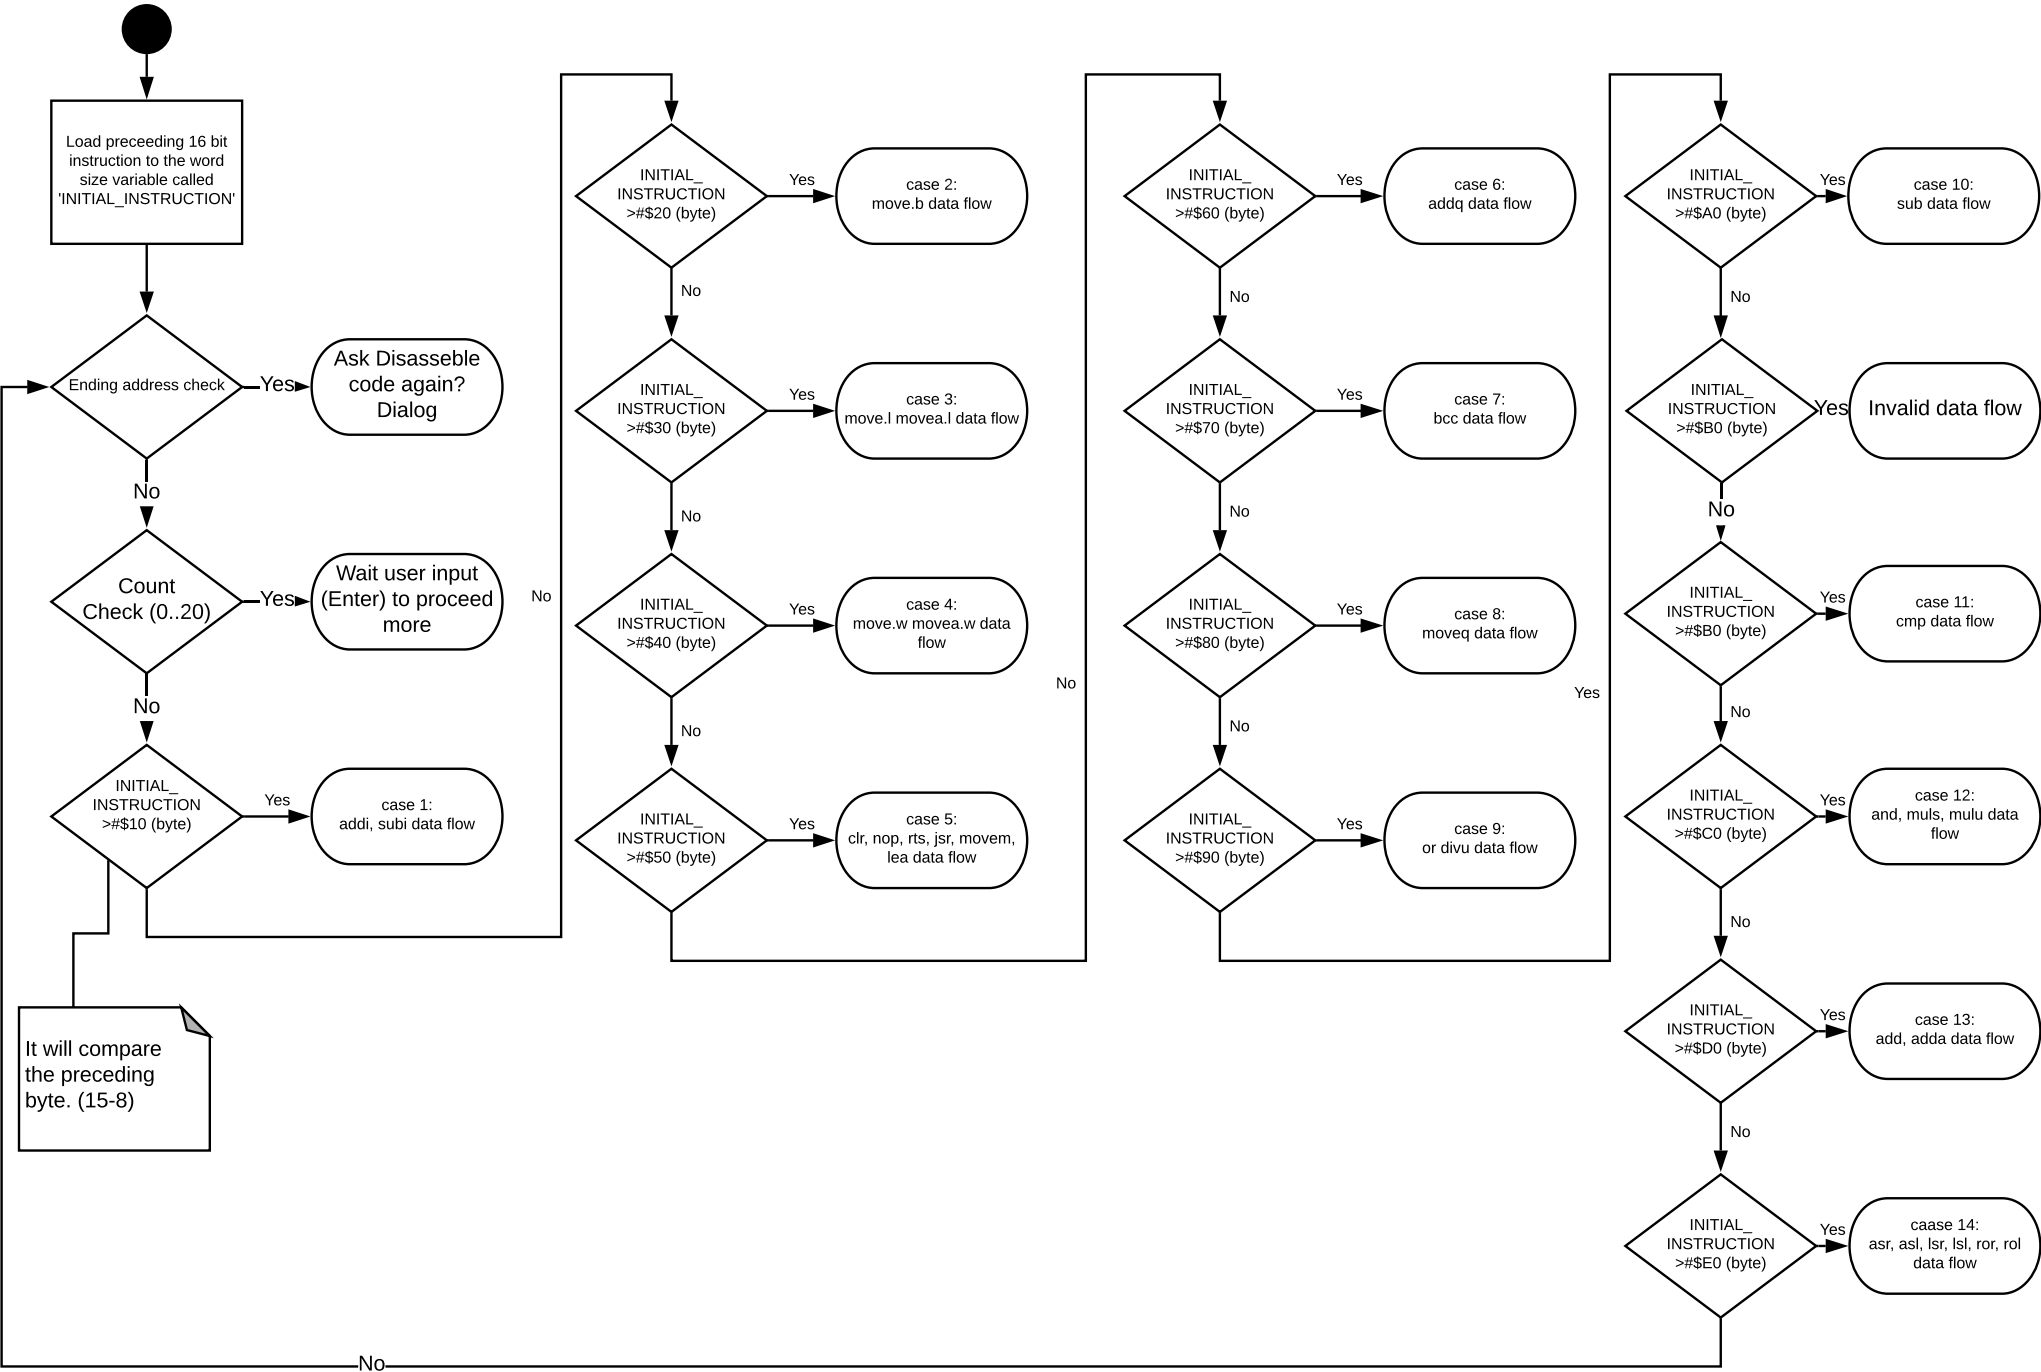 Load preceeding 16 bit
instruction to the word
size variable called
'INITIAL_INSTRUCTION'
Ending address check
Yes
Ask Disasseble
code again?
Dialog
No
Count
Check (0..20)
Yes
Wait user input
(Enter) to proceed
more
No
INITIAL_
INSTRUCTION
>#$10 (byte)
Yes
case 1:
addi, subi data flow
It will compare
the preceding
byte. (15-8)
No
INITIAL_
INSTRUCTION
>#$20 (byte)
Yes
case 2:
move.b data flow
No
INITIAL_
INSTRUCTION
>#$30 (byte)
Yes
case 3:
move.l movea.l data flow
No
INITIAL_
INSTRUCTION
>#$40 (byte)
Yes
case 4:
move.w movea.w data
flow
No
INITIAL_
INSTRUCTION
>#$50 (byte)
Yes
case 5:
clr, nop, rts, jsr, movem,
lea data flow
No
INITIAL_
INSTRUCTION
>#$60 (byte)
Yes
case 6:
addq data flow
No
INITIAL_
INSTRUCTION
>#$70 (byte)
Yes
case 7:
bcc data flow
No
INITIAL_
INSTRUCTION
>#$80 (byte)
Yes
case 8:
moveq data flow
No
INITIAL_
INSTRUCTION
>#$90 (byte)
Yes
case 9:
or divu data flow
Yes
INITIAL_
INSTRUCTION
>#$A0 (byte)
Yes
case 10:
sub data flow
No
INITIAL_
INSTRUCTION
>#$B0 (byte)
Yes
Invalid data flow
No
INITIAL_
INSTRUCTION
>#$B0 (byte)
Yes
case 11:
cmp data flow
No
INITIAL_
INSTRUCTION
>#$C0 (byte)
Yes
case 12:
and, muls, mulu data
flow
No
INITIAL_
INSTRUCTION
>#$D0 (byte)
Yes
case 13:
add, adda data flow
No
INITIAL_
INSTRUCTION
>#$E0 (byte)
Yes
caase 14:
asr, asl, lsr, lsl, ror, rol
data flow
No